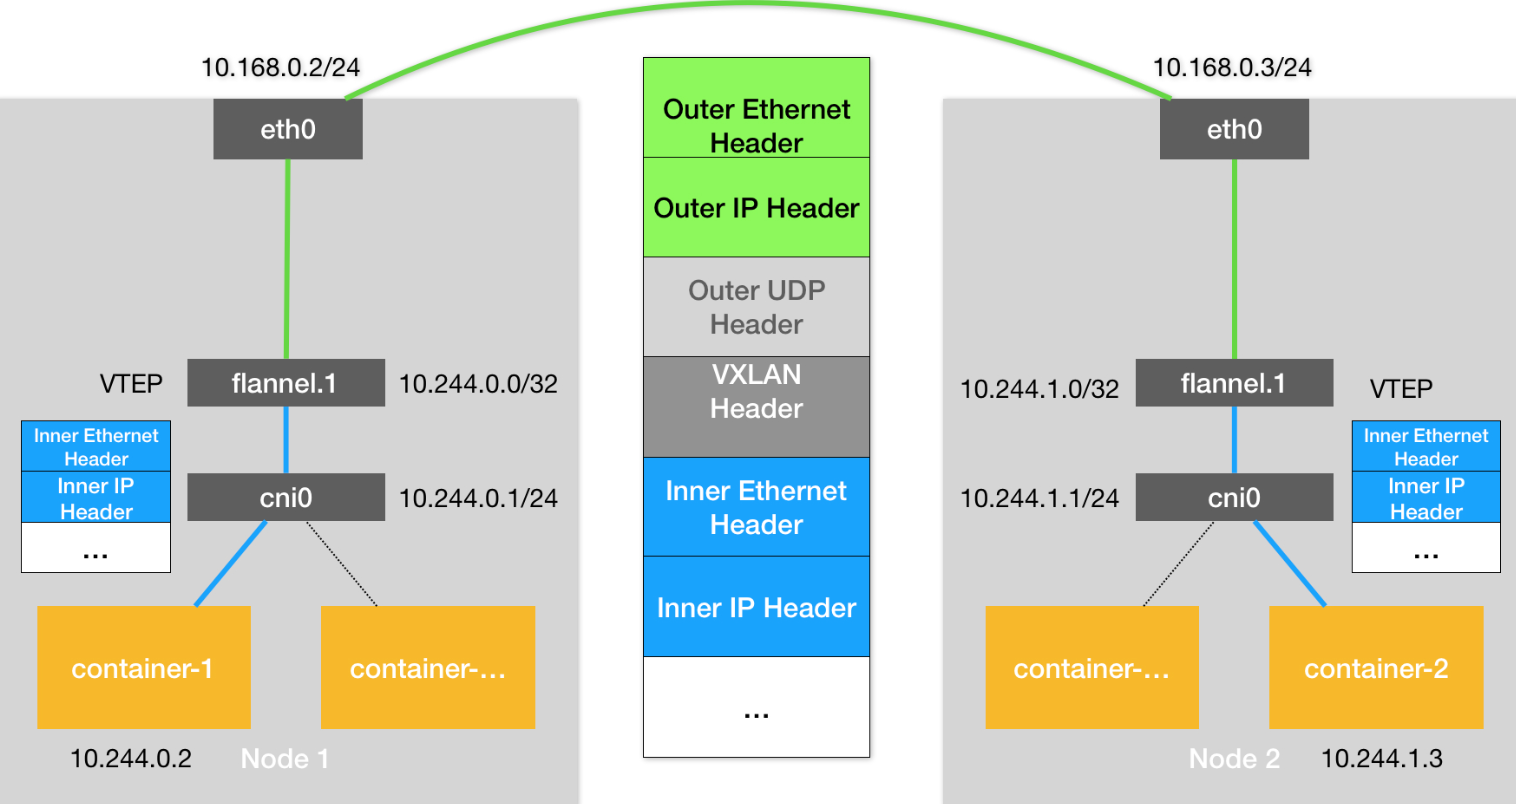 10.168.0.2/24
10.168.0.3/24
eth0
eth0
Outer Ethernet
Header
Outer IP Header
Outer UDP
Header
VXLAN
Header
Inner Ethernet
Header
Inner IP Header
...
VTEP
flannel.1
10.244.0.0/32
Inner Ethernet
Header
Inner IP
Header
...
cni0
10.244.0.1/24
container-1
container-...
10.244.0.2
Node 1
10.244.1.0/32
flannel.1
VTEP
10.244.1.1/24
cni0
Inner Ethernet
Header
Inner IP
Header
...
container-...
container-2
Node 2
10.244.1.3